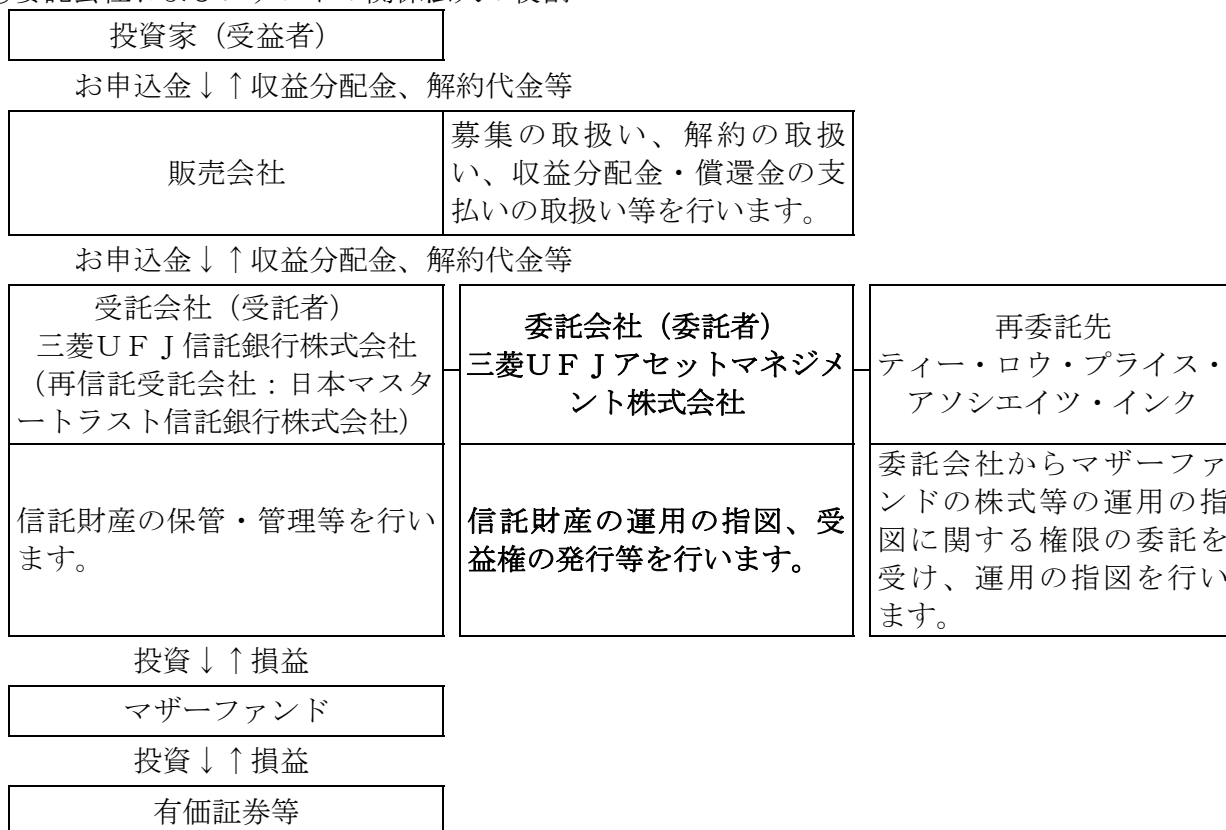 投資家（受益者）
お申込金↓↑収益分配金、解約代金等
販売会社
募集の取扱い、解約の取扱
い、収益分配金・償還金の支
払いの取扱い等を行います。
お申込金↓↑収益分配金、解約代金等
受託会社（受託者）
三菱ＵＦＪ信託銀行株式会社
（再信託受託会社：日本マスタ
ートラスト信託銀行株式会社）
委託会社（委託者）
三菱ＵＦＪアセットマネジメ
ント株式会社
再委託先
ティー・ロウ・プライス・
アソシエイツ・インク
信託財産の保管・管理等を行い
ます。
信託財産の運用の指図、受
益権の発行等を行います。
委託会社からマザーファ
ンドの株式等の運用の指
図に関する権限の委託を
受け、運用の指図を行い
ます。
投資↓↑損益
マザーファンド
投資↓↑損益
有価証券等